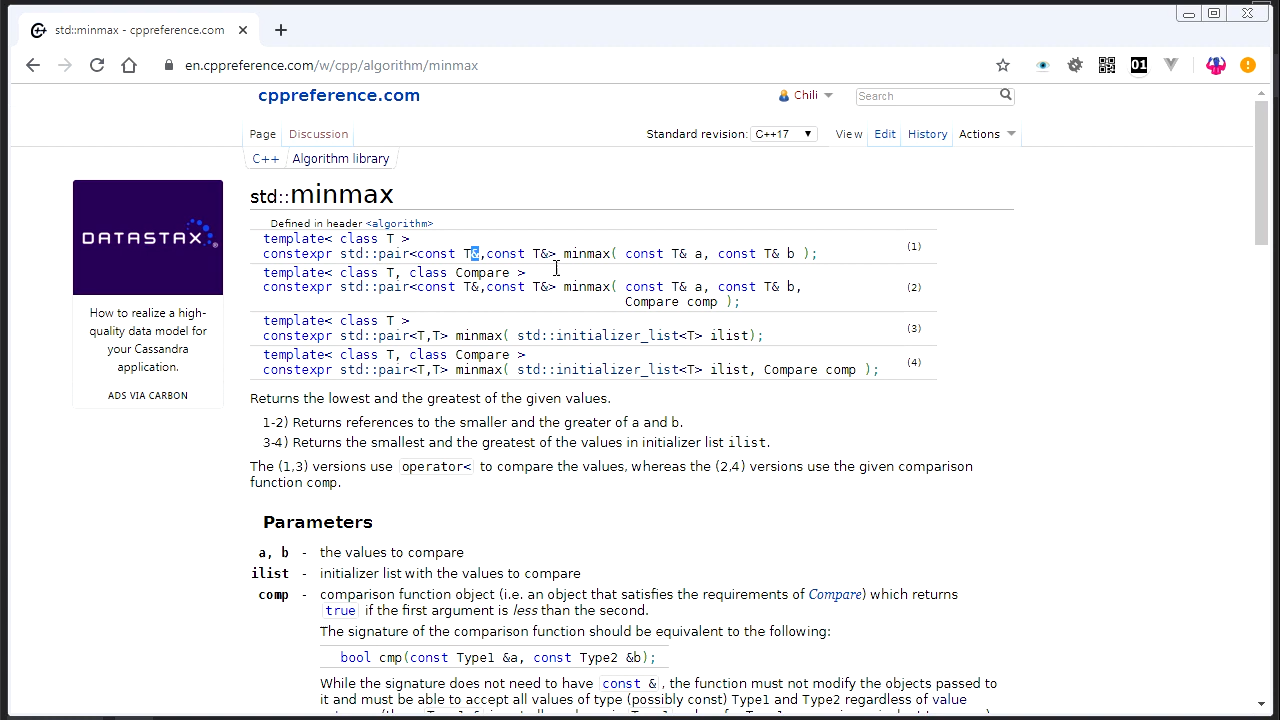 std::minmax - cppreference.com
en.cppreference.com/w/cpp/algorithm/minmax
01
cppreference.com
Chili
Search
Page
Discussion
Standard revision: C++17
View
Edit
History
Actions
C++
Algorithm library
std::minmax
Defined in header <algorithm>
template< class T >
constexpr std::pair<const T&,const T&> minmax( const T& a, const T& b );
(1)
template< class T, class Compare >
constexpr std::pair<const T&,const T&> minmax( const T& a, const T& b,
Compare comp );
(2)
template< class T >
constexpr std::pair<T,T> minmax( std::initializer_list<T> ilist);
(3)
template< class T, class Compare >
constexpr std::pair<T,T> minmax( std::initializer_list<T> ilist, Compare comp );
(4)
DATASTAX
How to realize a high-
quality data model for
your Cassandra
application.
ADS VIA CARBON
Returns the lowest and the greatest of the given values.
1-2) Returns references to the smaller and the greater of a and b.
3-4) Returns the smallest and the greatest of the values in initializer list ilist.
The (1,3) versions use operator< to compare the values, whereas the (2,4) versions use the given comparison
function comp.
Parameters
a, b - the values to compare
ilist - initializer list with the values to compare
comp - comparison function object (i.e. an object that satisfies the requirements of Compare) which returns
true if the first argument is less than the second.
The signature of the comparison function should be equivalent to the following:
bool cmp(const Type1 &a, const Type2 &b);
While the signature does not need to have const &, the function must not modify the objects passed to
it and must be able to accept all values of type (possibly const) Type1 and Type2 regardless of value